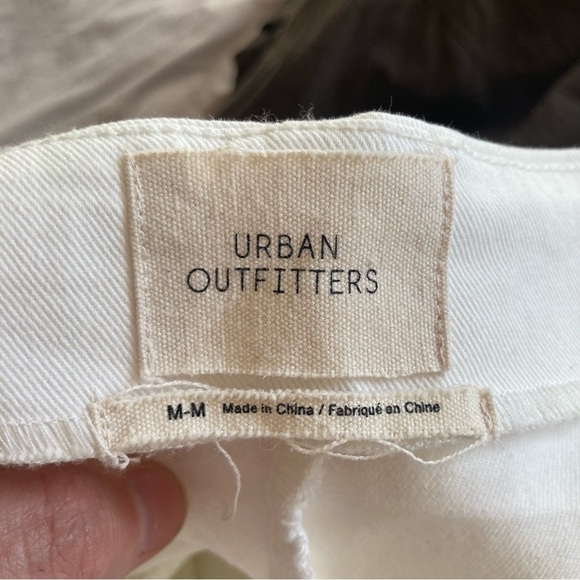 URBAN
OUTFITTERS
M-M Made in China / Fabriqué en Chine